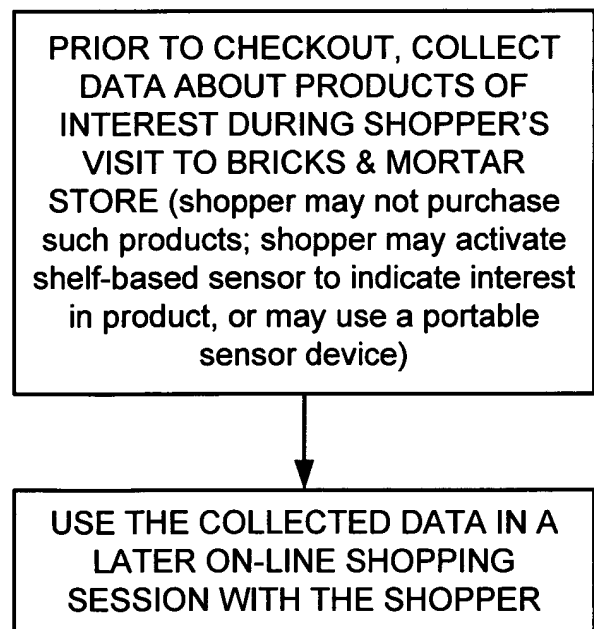 PRIOR TO CHECKOUT, COLLECT
DATA ABOUT PRODUCTS OF
INTEREST DURING SHOPPER'S
VISIT TO BRICKS & MORTAR
STORE (shopper may not purchase
such products; shopper may activate
shelf-based sensor to indicate interest
in product, or may use a portable
sensor device)
USE THE COLLECTED DATA IN A
LATER ON-LINE SHOPPING
SESSION WITH THE SHOPPER